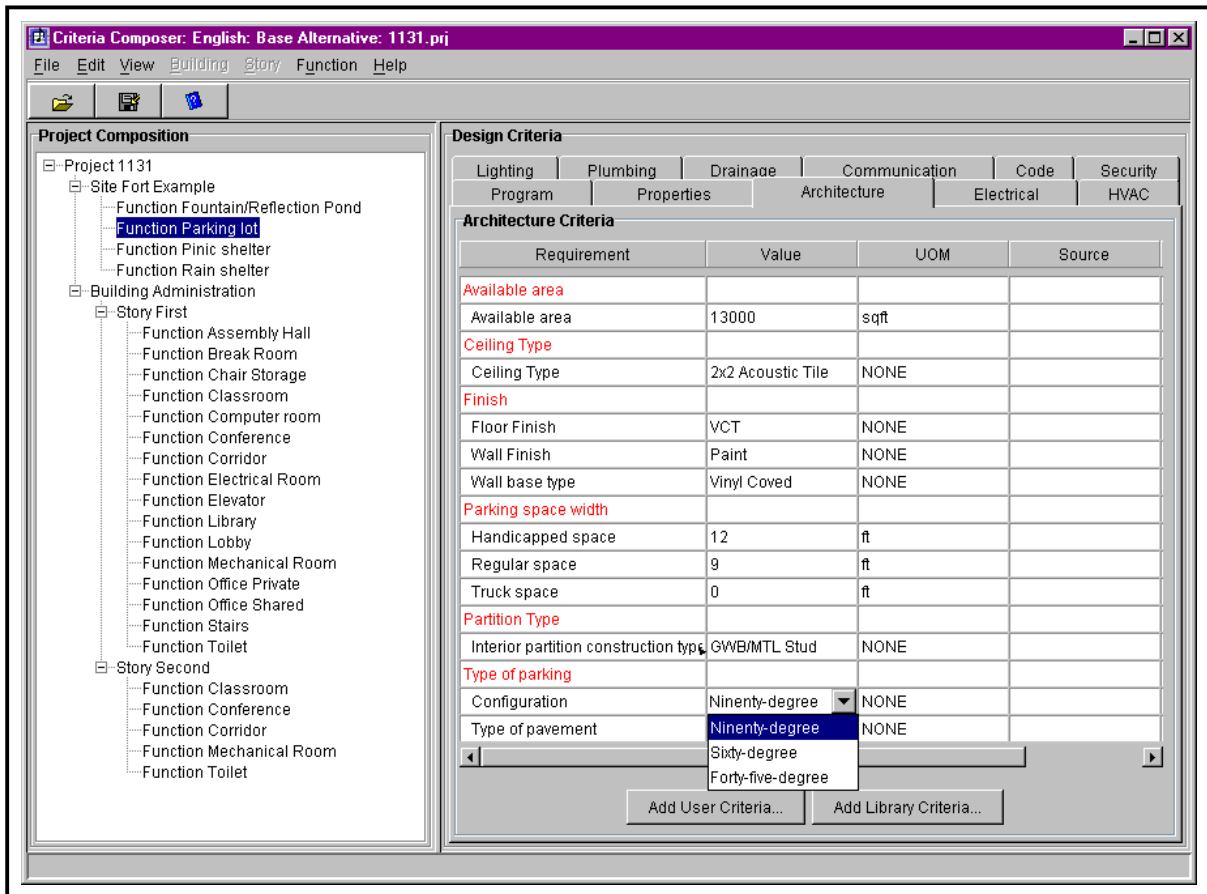 Criteria Composer: English: Base Alternative: 1131.prj
File Edit View Building Story Function Help
Project Composition
Project 1131
Site Fort Example
Function Fountain/Reflection Pond
Function Parking lot
Function Pinic shelter
Function Rain shelter
Building Administration
Story First
Function Assembly Hall
Function Break Room
Function Chair Storage
Function Classroom
Function Computer room
Function Conference
Function Corridor
Function Electrical Room
Function Elevator
Function Library
Function Lobby
Function Mechanical Room
Function Office Private
Function Office Shared
Function Stairs
Function Toilet
Story Second
Function Classroom
Function Conference
Function Corridor
Function Mechanical Room
Function Toilet
Design Criteria
Lighting Plumbing Drainage Communication Code Security
Program Properties Architecture Electrical HVAC
Architecture Criteria
Requirement Value UOM Source
Available area
Available area 13000 sqft
Ceiling Type
Ceiling Type 2x2 Acoustic Tile NONE
Finish
Floor Finish VCT NONE
Wall Finish Paint NONE
Wall base type Vinyl Coved NONE
Parking space width
Handicapped space 12 ft
Regular space 9 ft
Truck space 0 ft
Partition Type
Interior partition construction type GWB/MTL Stud NONE
Type of parking
Configuration Ninenty-degree NONE
Type of pavement Ninenty-degree NONE
Sixty-degree
Forty-five-degree
Add User Criteria... Add Library Criteria...